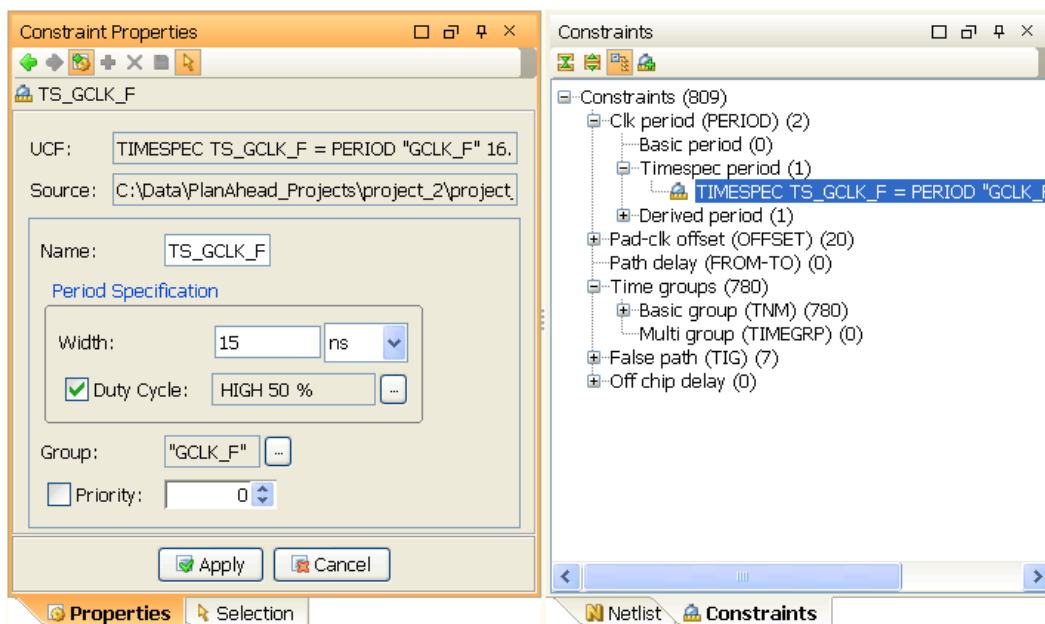 Constraint Properties
TS_GCLK_F
UCF: TIMESPEC TS_GCLK_F = PERIOD "GCLK_F" 16.
Source: C:\Data\PlanAhead_Projects\project_2\project_
Name: TS_GCLK_F
Period Specification
Width: 15 ns
Duty Cycle: HIGH 50 % ...
Group: "GCLK_F" ...
Priority: 0
Apply Cancel
Properties Selection
Constraints
Constraints (809)
Clk period (PERIOD) (2)
Basic period (0)
Timespec period (1)
TIMESPEC TS_GCLK_F = PERIOD "GCLK_F
Derived period (1)
Pad-clk offset (OFFSET) (20)
Path delay (FROM-TO) (0)
Time groups (780)
Basic group (TNM) (780)
Multi group (TIMEGRP) (0)
False path (TIG) (7)
Off chip delay (0)
Netlist Constraints